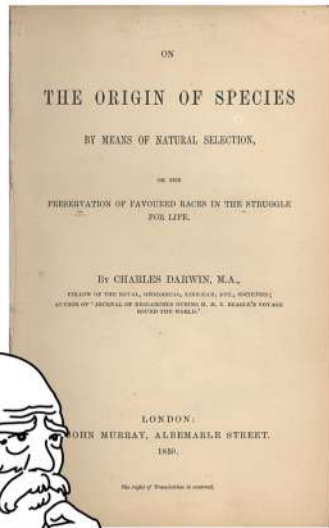 ON
THE ORIGIN OF SPECIES
BY MEANS OF NATURAL SELECTION,
OR THE
PRESERVATION OF FAVOURED RACES IN THE STRUGGLE
FOR LIFE.
BY CHARLES DARWIN, M.A.,
FELLOW OF THE ROYAL, GEOLOGICAL, LINNÆAN, ETC., SOCIETIES;
AUTHOR OF 'JOURNAL OF RESEARCHES DURING H. M. S. BEAGLE'S VOYAGE
ROUND THE WORLD.'
LONDON:
JOHN MURRAY, ALBEMARLE STREET.
1859.
The right of Translation is reserved.